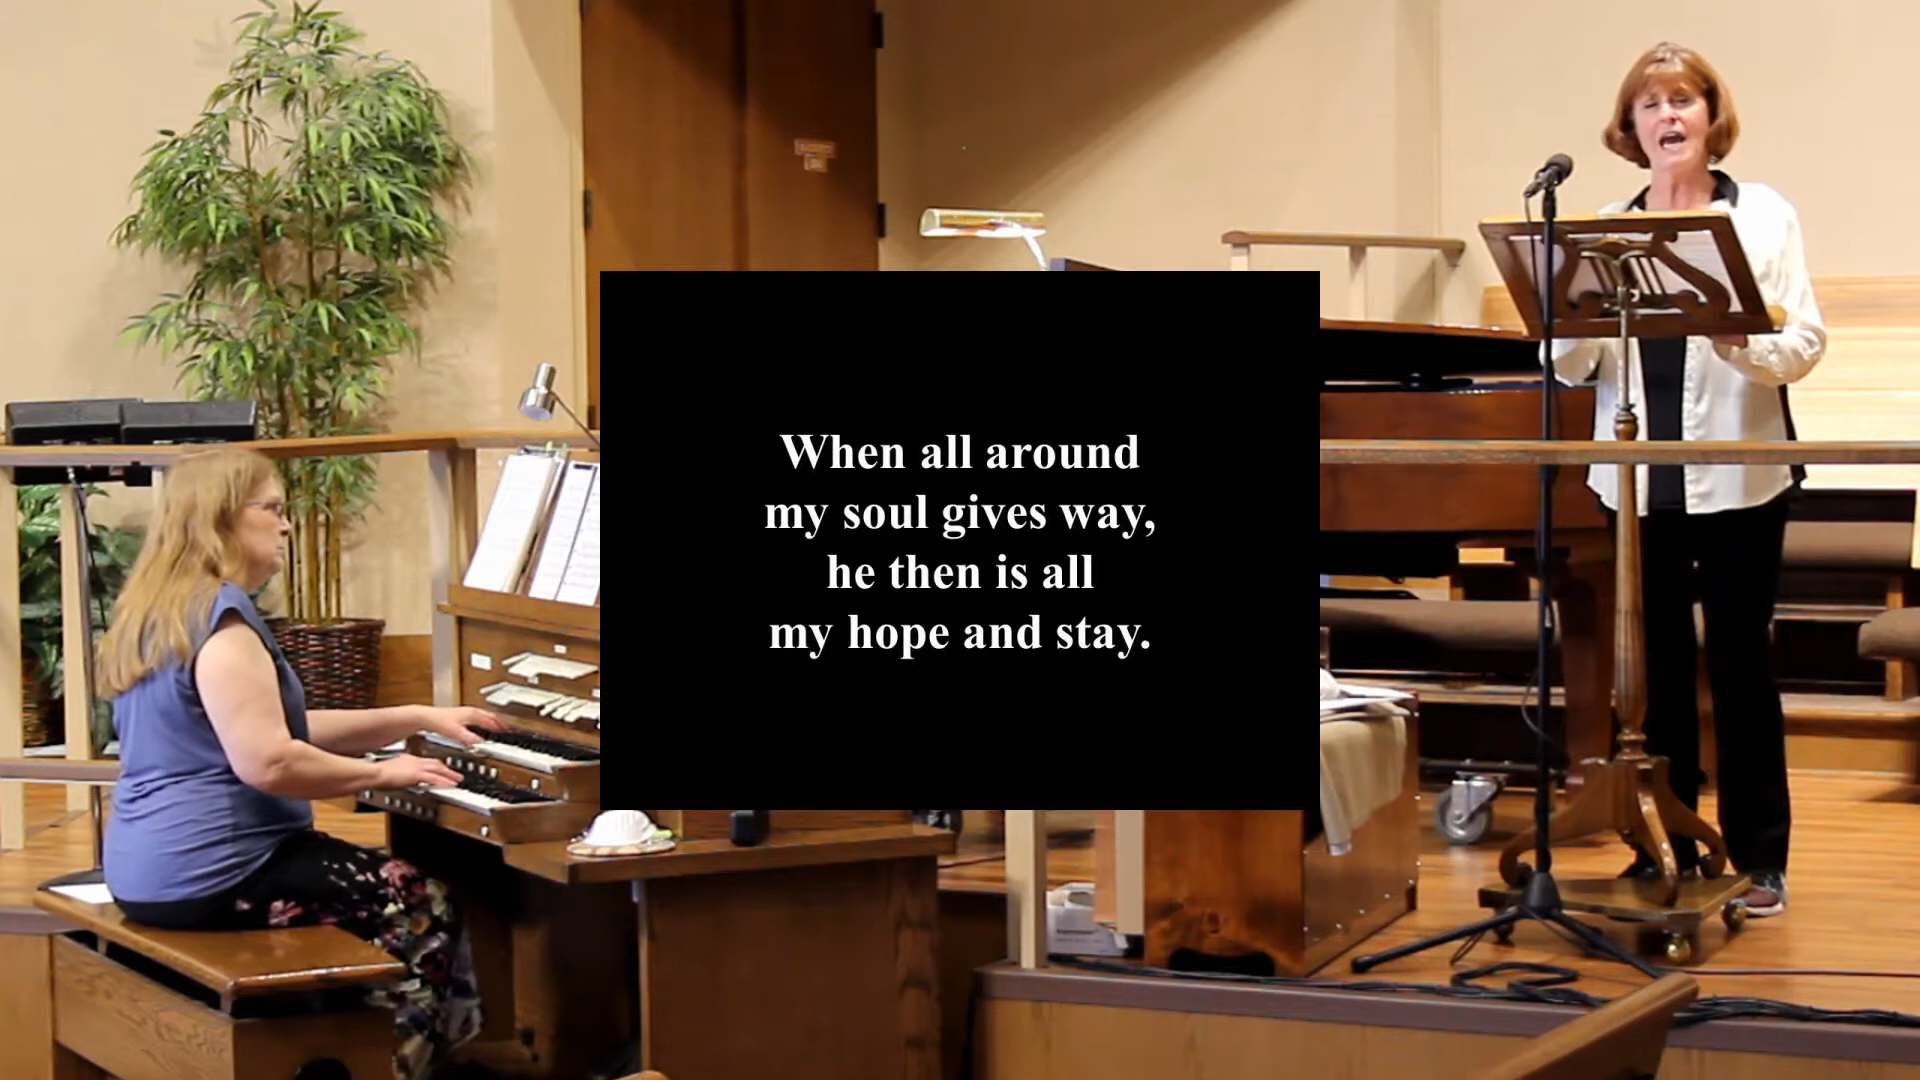 When all around
my soul gives way,
he then is all
my hope and stay.